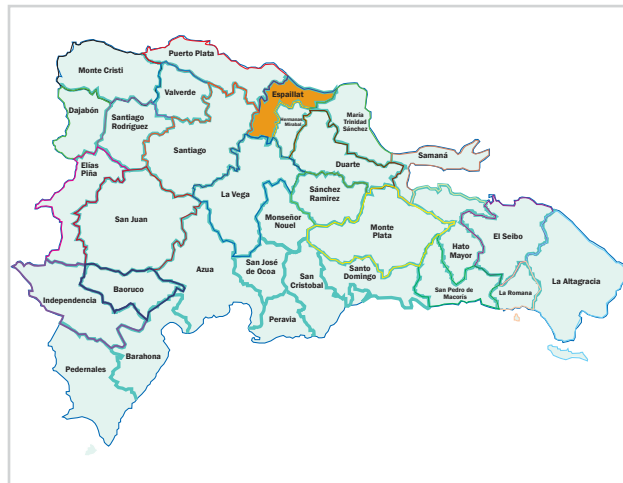 Puerto Plata
Monte Cristi
Valverde
Espaillat
Dajabón
Santiago
Rodríguez
Hermanas Mirabal
María
Trinidad
Sánchez
Santiago
Samaná
Duarte
Elías
Piña
La Vega
Sánchez
Ramirez
San Juan
Monseñor
Nouel
Monte
Plata
El Seibo
Hato
Mayor
Azua
San José
de Ocoa
San
Cristobal
Santo
Domingo
La Altagracia
Baoruco
Independencia
San Pedro de
Macorís
La Romana
Peravia
Barahona
Pedernales